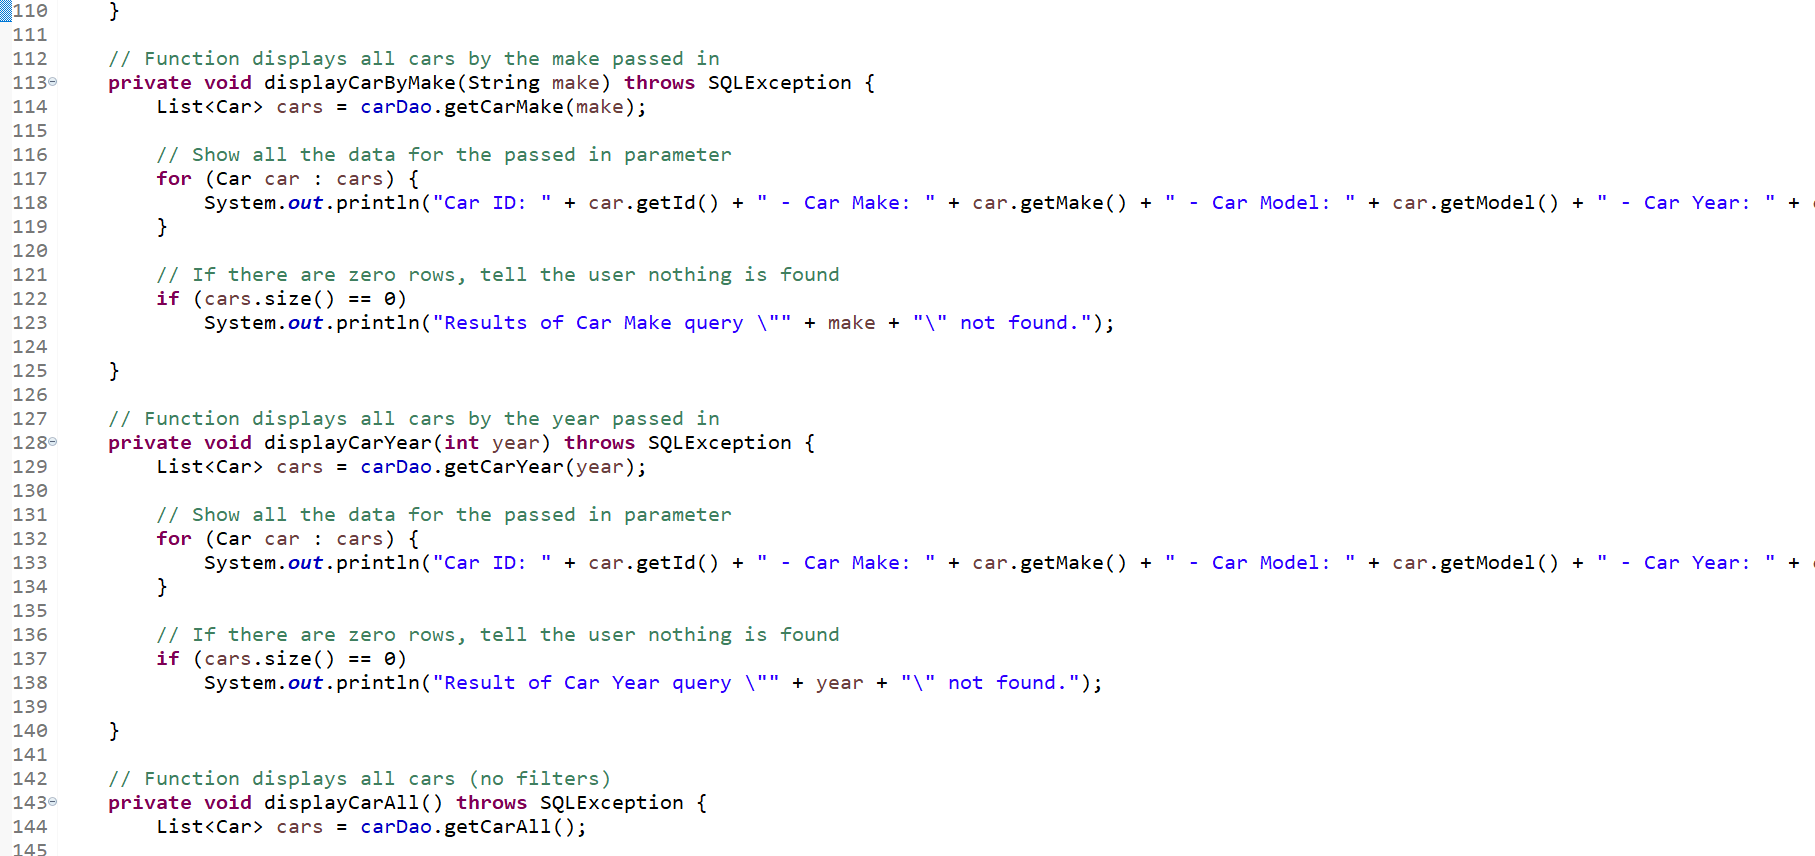 110     }
111
112     // Function displays all cars by the make passed in
113     private void displayCarByMake(String make) throws SQLException {
114         List<Car> cars = carDao.getCarMake(make);
115
116         // Show all the data for the passed in parameter
117         for (Car car : cars) {
118             System.out.println("Car ID: " + car.getId() + " - Car Make: " + car.getMake() + " - Car Model: " + car.getModel() + " - Car Year: " +
119         }
120
121         // If there are zero rows, tell the user nothing is found
122         if (cars.size() == 0)
123             System.out.println("Results of Car Make query \"" + make + "\" not found.");
124
125     }
126
127     // Function displays all cars by the year passed in
128     private void displayCarYear(int year) throws SQLException {
129         List<Car> cars = carDao.getCarYear(year);
130
131         // Show all the data for the passed in parameter
132         for (Car car : cars) {
133             System.out.println("Car ID: " + car.getId() + " - Car Make: " + car.getMake() + " - Car Model: " + car.getModel() + " - Car Year: " +
134         }
135
136         // If there are zero rows, tell the user nothing is found
137         if (cars.size() == 0)
138             System.out.println("Result of Car Year query \"" + year + "\" not found.");
139
140     }
141
142     // Function displays all cars (no filters)
143     private void displayCarAll() throws SQLException {
144         List<Car> cars = carDao.getCarAll();
145